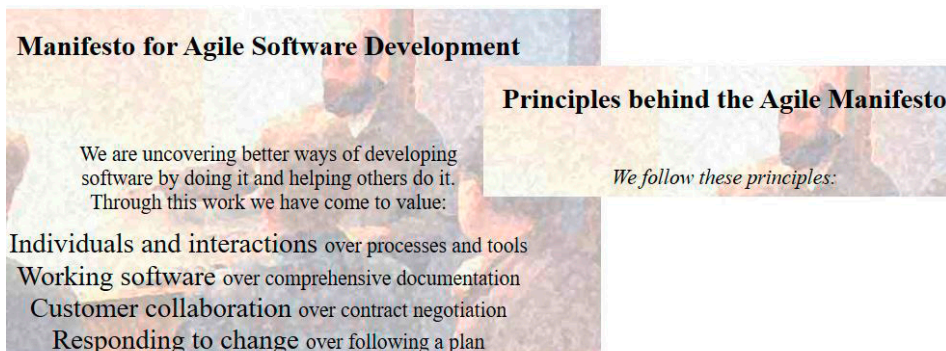 Manifesto for Agile Software Development
We are uncovering better ways of developing
software by doing it and helping others do it.
Through this work we have come to value:
Individuals and interactions over processes and tools
Working software over comprehensive documentation
Customer collaboration over contract negotiation
Responding to change over following a plan
Principles behind the Agile Manifesto
We follow these principles: